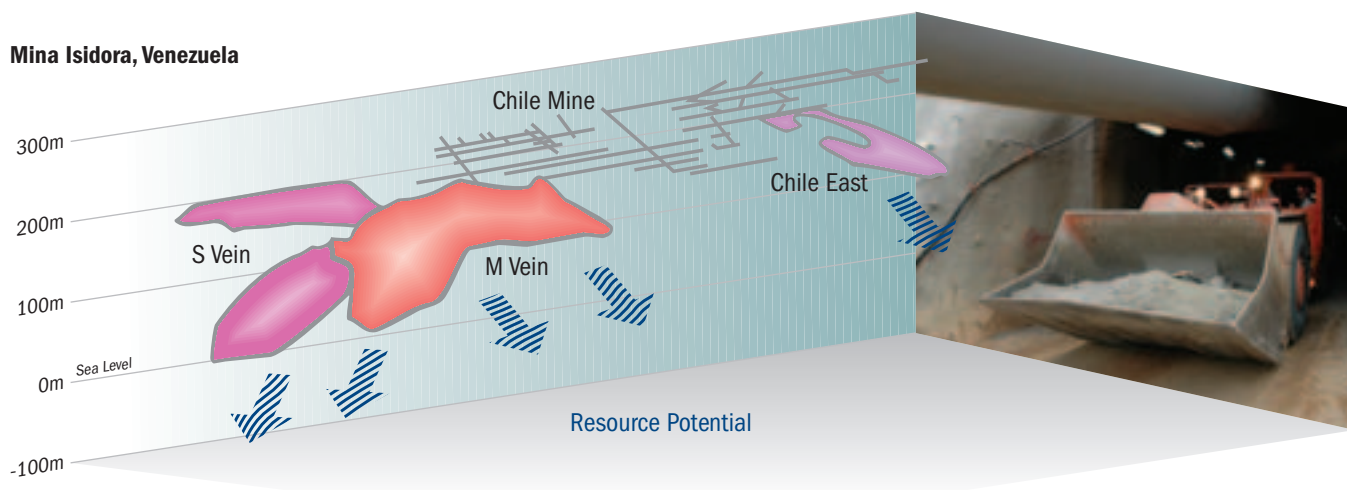 Mina Isidora, Venezuela
Chile Mine
300m
Chile East
200m
S Vein
M Vein
100m
Sea Level
0m
Resource Potential
-100m